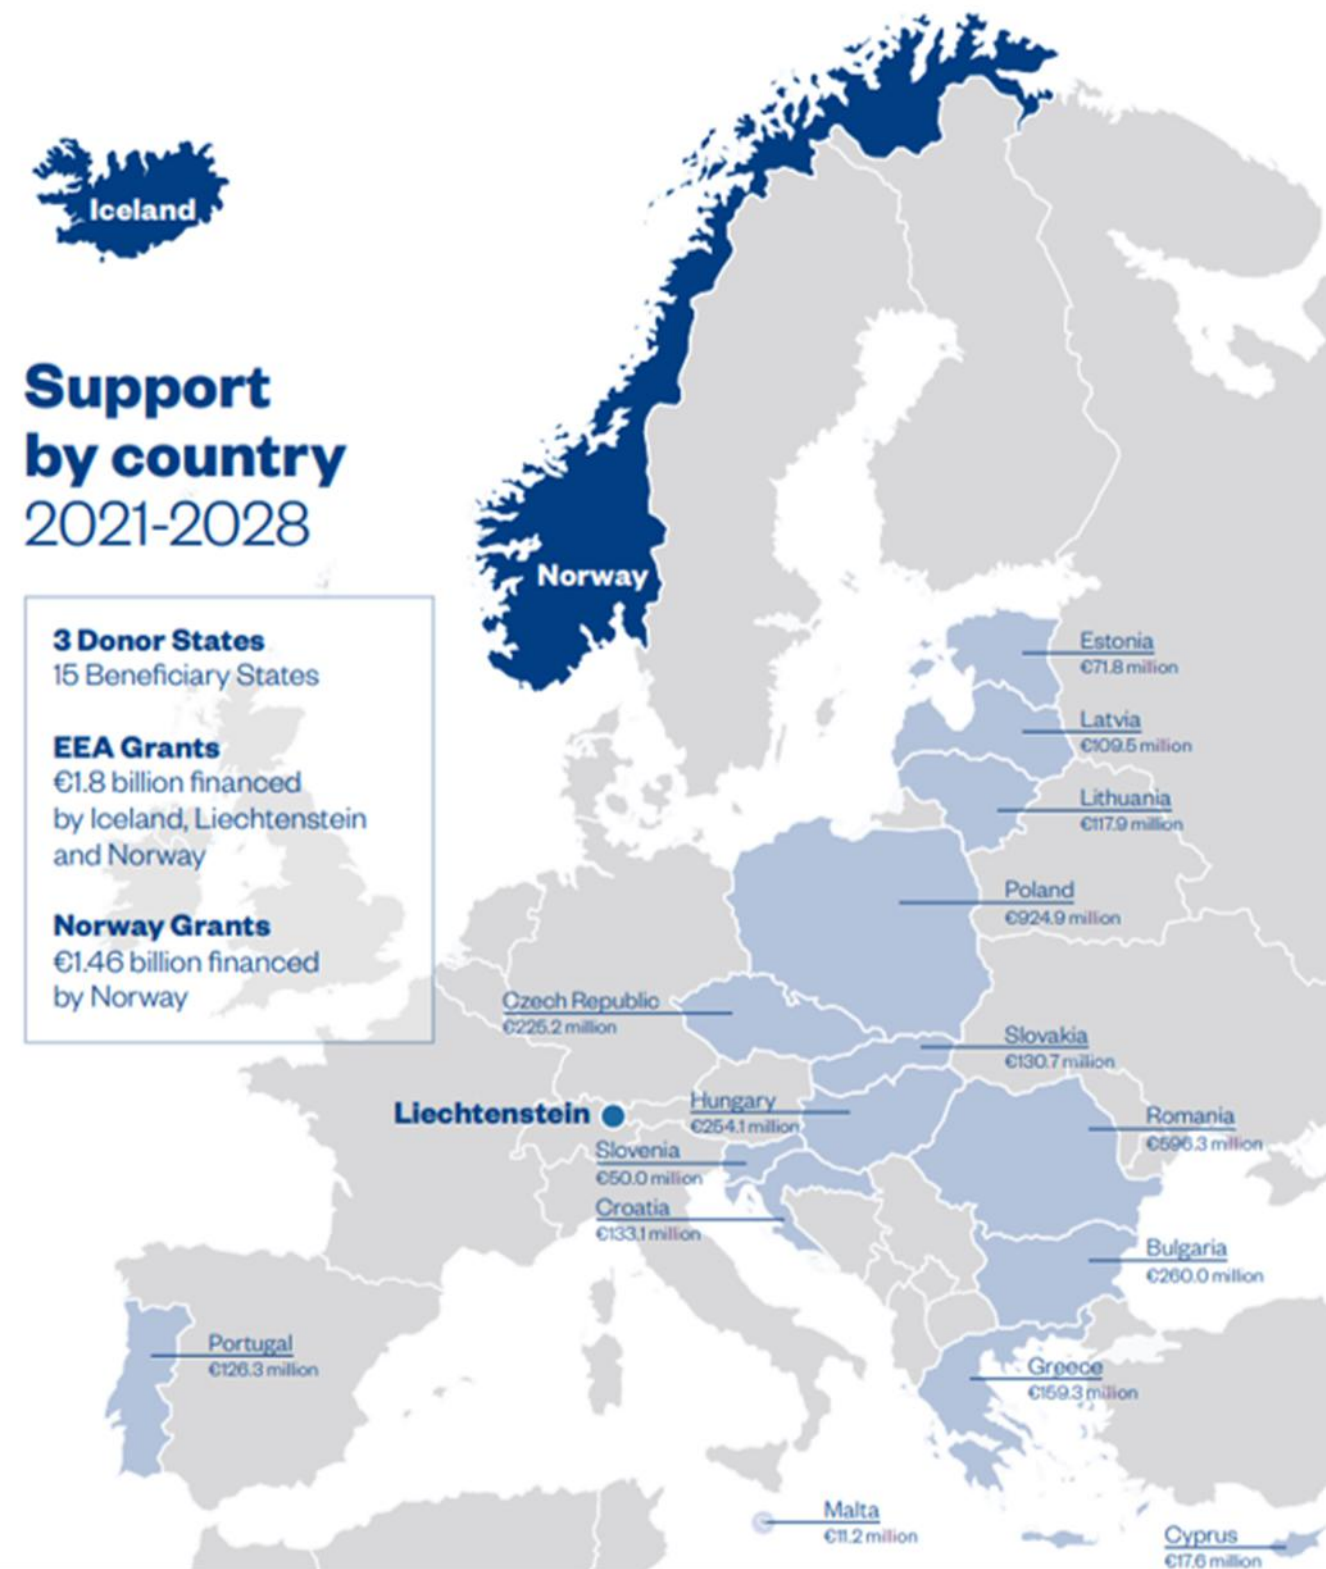 Iceland
Support
by country
2021-2028
Norway
3 Donor States
15 Beneficiary States
EEA Grants
€1.8 billion financed
by Iceland, Liechtenstein
and Norway
Norway Grants
€1.46 billion financed
by Norway
Estonia
€71.8 million
Latvia
€109.5 million
Lithuania
€117.9 million
Poland
€924.9 million
Czech Republic
€225.2 million
Slovakia
€130.7 million
Liechtenstein
Hungary
€254.1 million
Romania
€596.3 million
Slovenia
€50.0 million
Croatia
€133.1 million
Bulgaria
€260.0 million
Portugal
€126.3 million
Greece
€159.3 million
Malta
€11.2 million
Cyprus
€17.6 million